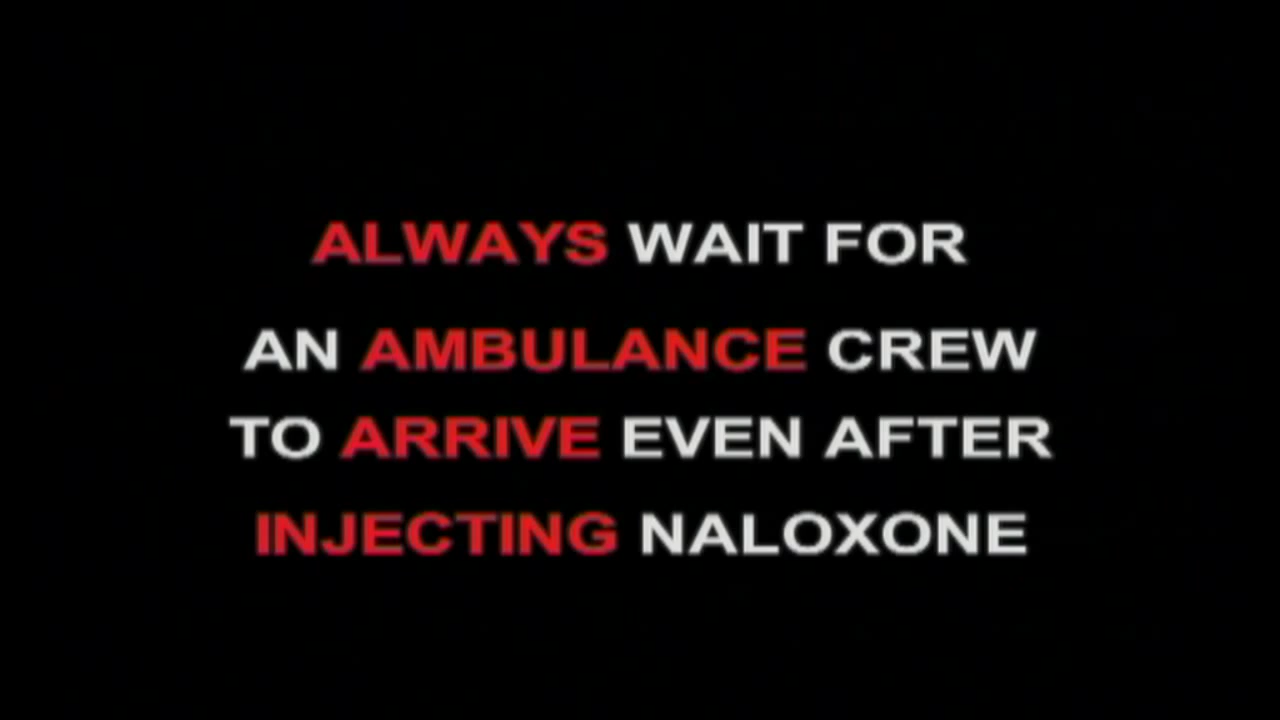 ALWAYS WAIT FOR
AN AMBULANCE CREW
TO ARRIVE EVEN AFTER
INJECTING NALOXONE